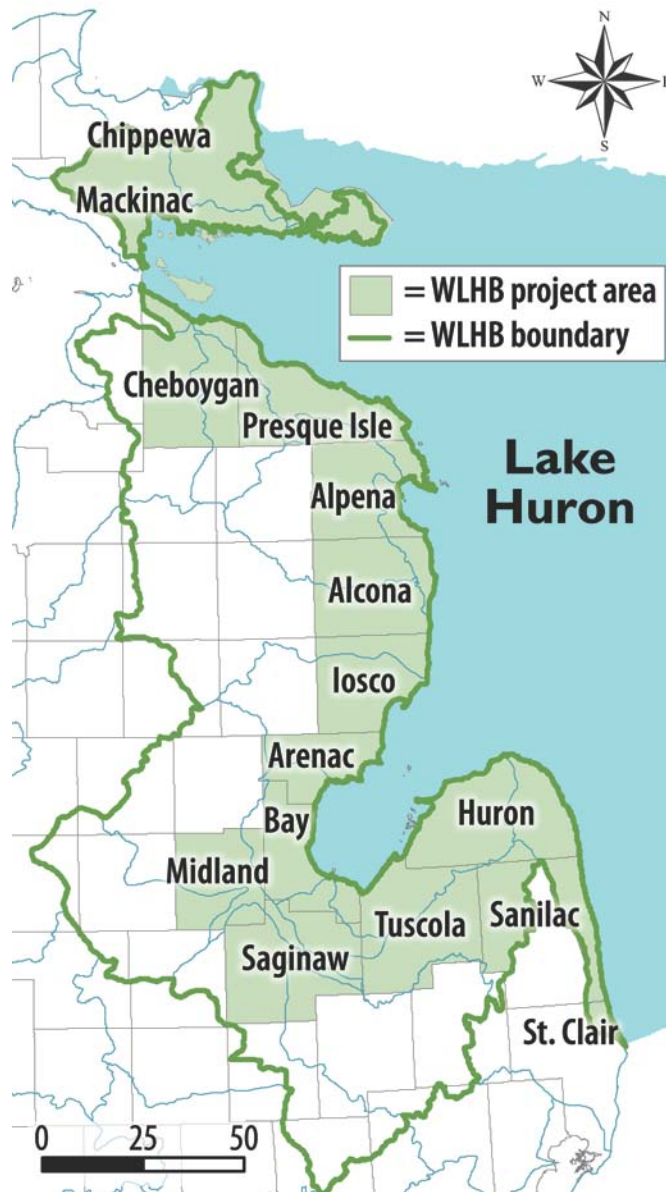 N
W
E
S
Chippewa
Mackinac
= WLHB project area
= WLHB boundary
Cheboygan
Presque Isle
Lake
Huron
Alpena
Alcona
Iosco
Arenac
Huron
Bay
Midland
Sanilac
Tuscola
Saginaw
St. Clair
0 25 50